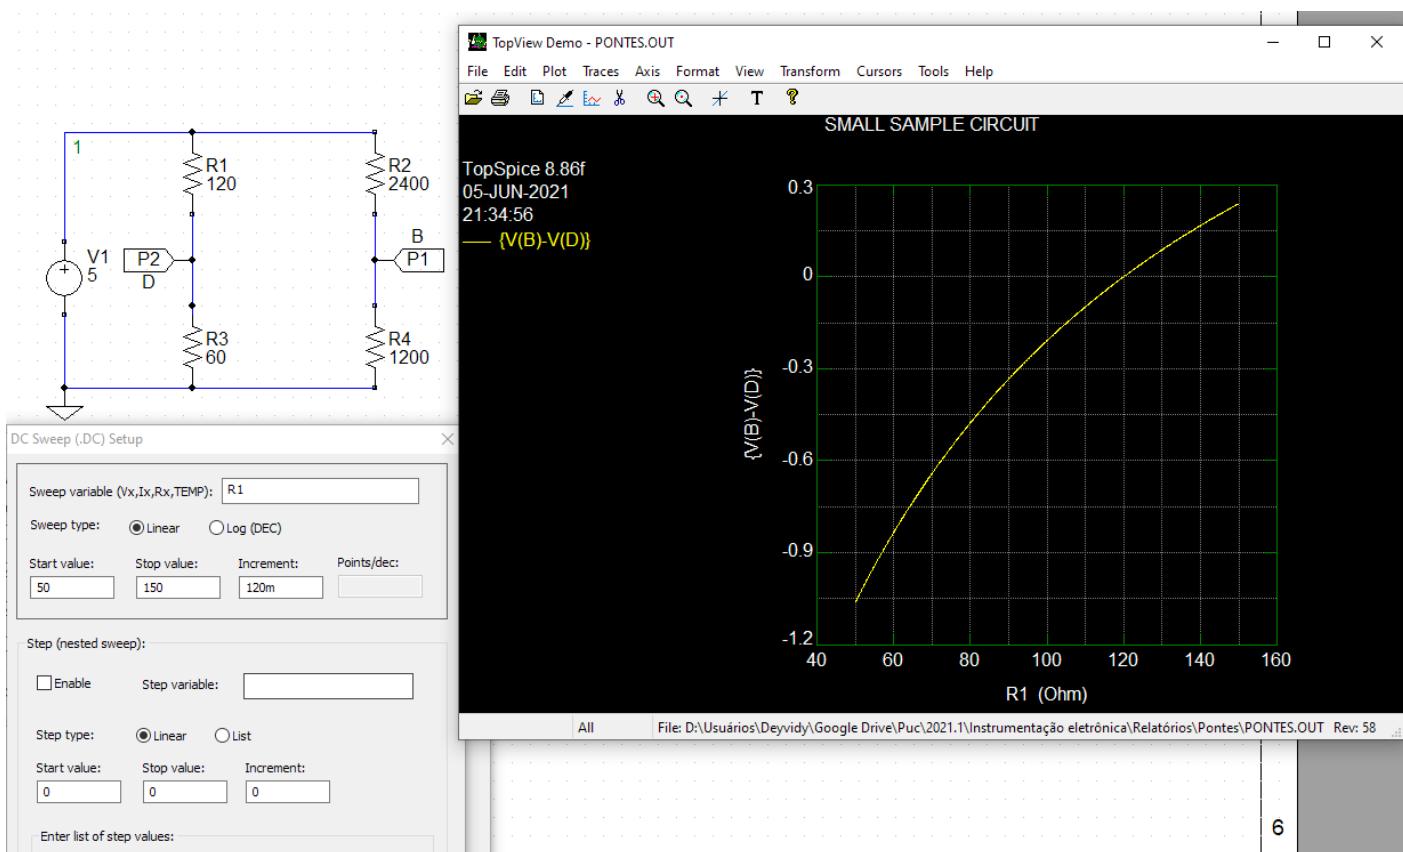 1
R1
120
R2
2400
V1
5
P2
D
B
P1
R3
60
R4
1200
DC Sweep (.DC) Setup
Sweep variable (Vx,Ix,Rx,TEMP): R1
Sweep type: Linear Log (DEC)
Start value: Stop value: Increment: Points/dec:
50 150 120m
Step (nested sweep):
Enable Step variable:
Step type: Linear List
Start value: Stop value: Increment:
0 0 0
Enter list of step values:
TopView Demo - PONTES.OUT
File Edit Plot Traces Axis Format View Transform Cursors Tools Help
T ?
SMALL SAMPLE CIRCUIT
TopSpice 8.86f
05-JUN-2021
21:34:56
{V(B)-V(D)}
0.3
0
-0.3
-0.6
-0.9
-1.2
{V(B)-V(D)}
40 60 80 100 120 140 160
R1 (Ohm)
All File: D:\Usuários\Deyvidy\Google Drive\Puc\2021.1\Instrumentação eletrônica\Relatórios\Pontes\PONTES.OUT Rev: 58
6